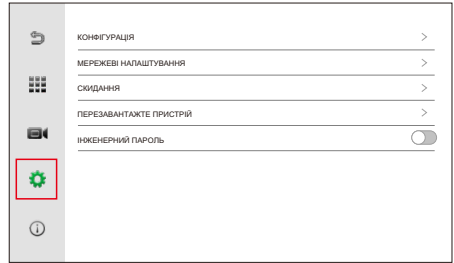 КОНФІГУРАЦІЯ
МЕРЕЖЕВІ НАЛАШТУВАННЯ
СКИДАННЯ
ПЕРЕЗАВАНТАЖТЕ ПРИСТРІЙ
ІНЖЕНЕРНИЙ ПАРОЛЬ